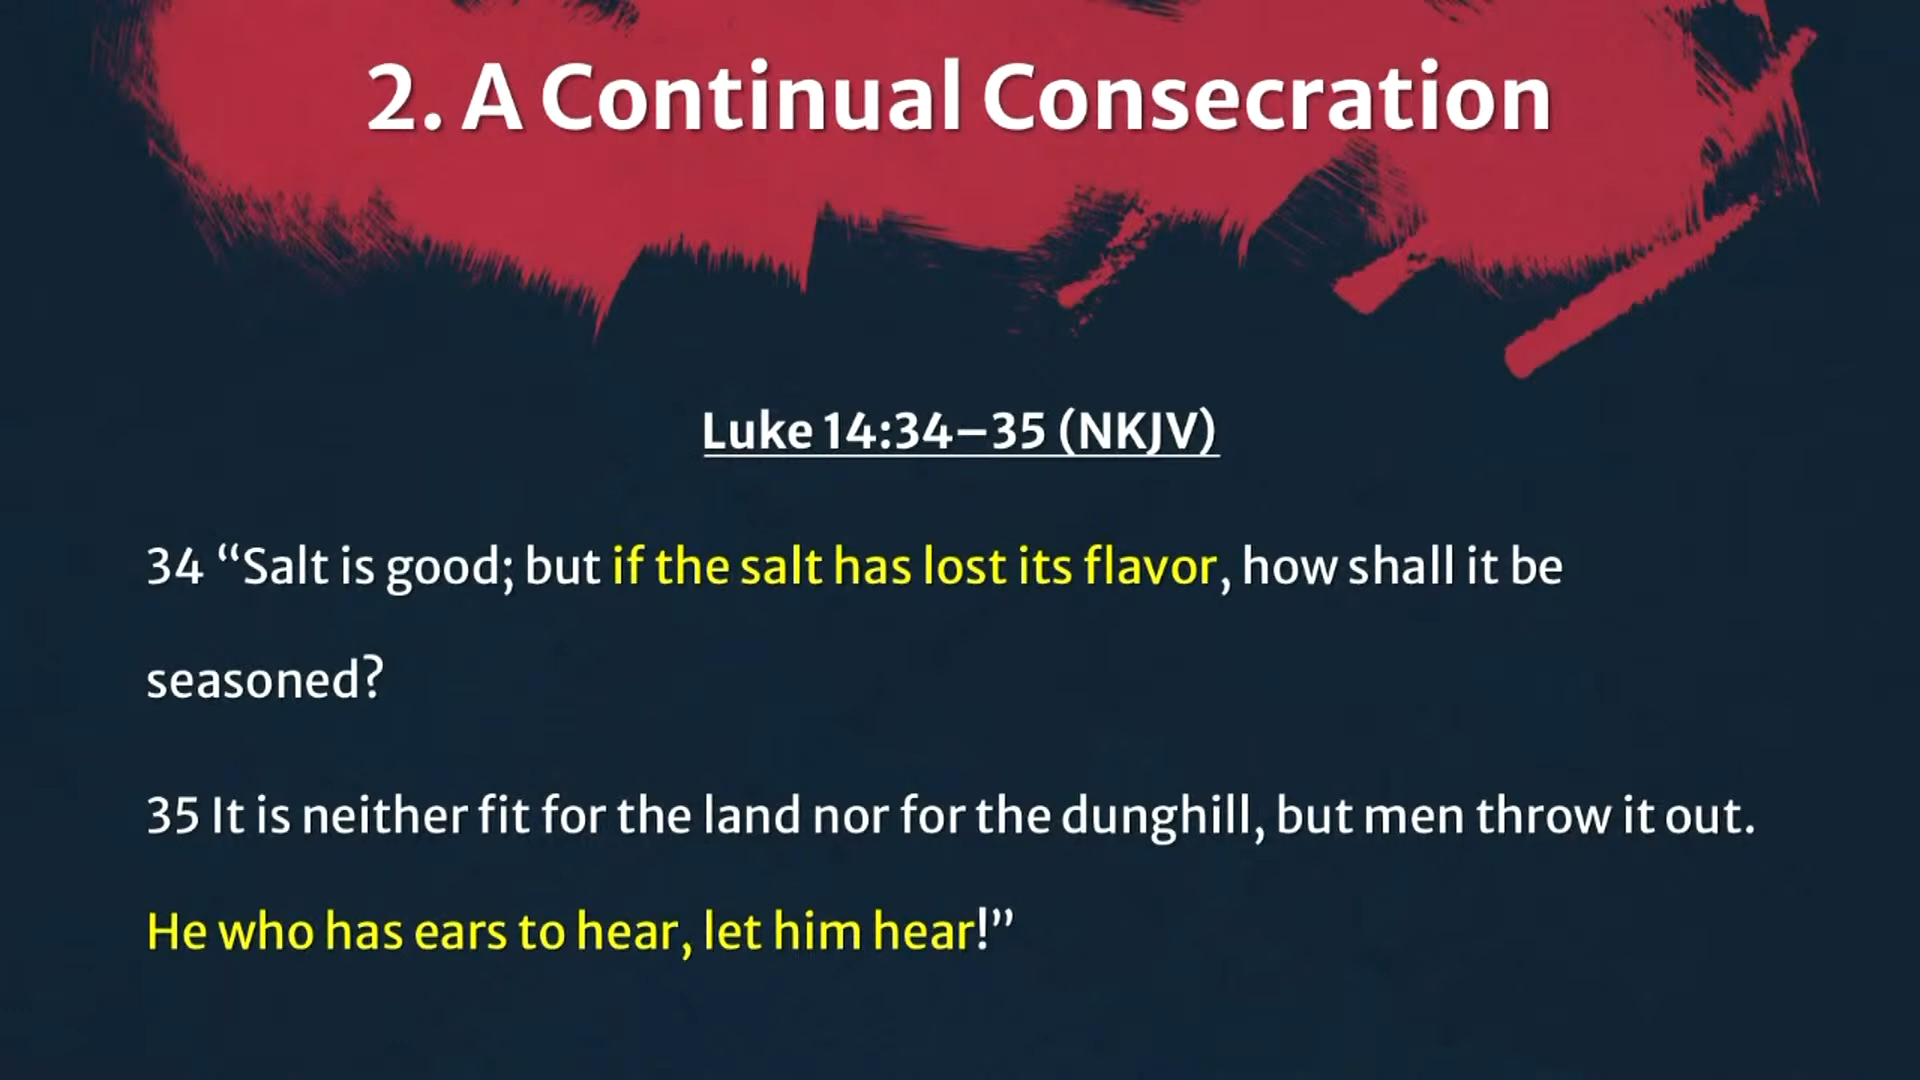 2. A Continual Consecration
Luke 14:34–35 (NKJV)
34 “Salt is good; but if the salt has lost its flavor, how shall it be
seasoned?
35 It is neither fit for the land nor for the dunghill, but men throw it out.
He who has ears to hear, let him hear!”